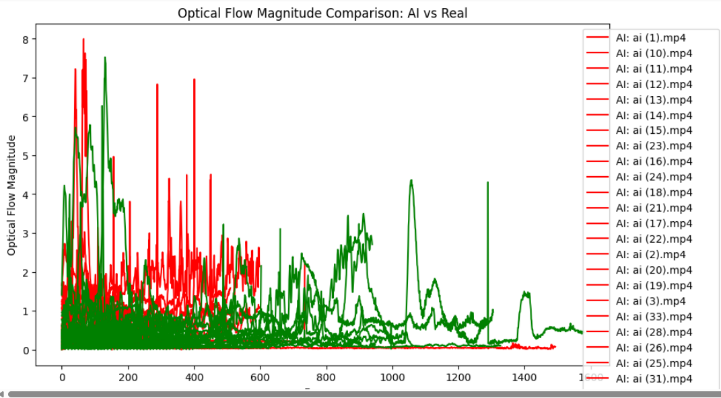 Optical Flow Magnitude Comparison: AI vs Real
Optical Flow Magnitude
8
7
6
5
4
3
2
1
0
0 200 400 600 800 1000 1200 1400
AI: ai (1).mp4
AI: ai (10).mp4
AI: ai (11).mp4
AI: ai (12).mp4
AI: ai (13).mp4
AI: ai (14).mp4
AI: ai (15).mp4
AI: ai (23).mp4
AI: ai (16).mp4
AI: ai (24).mp4
AI: ai (18).mp4
AI: ai (21).mp4
AI: ai (17).mp4
AI: ai (22).mp4
AI: ai (2).mp4
AI: ai (20).mp4
AI: ai (19).mp4
AI: ai (3).mp4
AI: ai (33).mp4
AI: ai (28).mp4
AI: ai (26).mp4
AI: ai (25).mp4
AI: ai (31).mp4